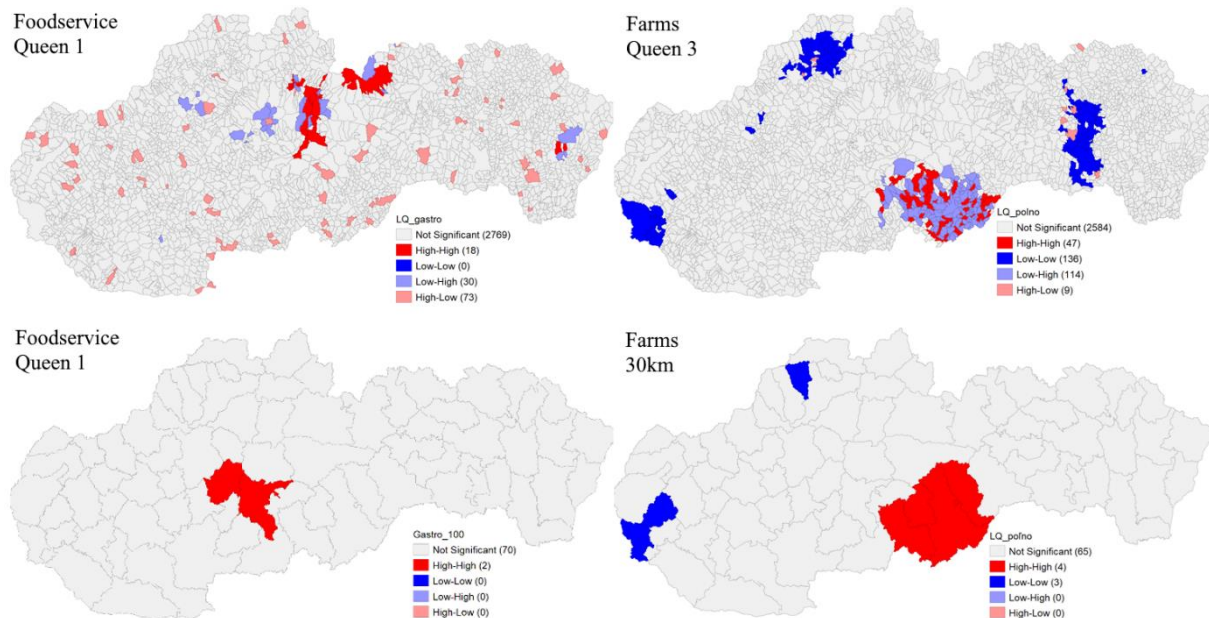 Foodservice
Queen 1
LQ_gastro
Not Significant (2769)
High-High (18)
Low-Low (0)
Low-High (30)
High-Low (73)
Farms
Queen 3
LQ_polno
Not Significant (2584)
High-High (47)
Low-Low (136)
Low-High (114)
High-Low (9)
Foodservice
Queen 1
Gastro_100
Not Significant (70)
High-High (2)
Low-Low (0)
Low-High (0)
High-Low (0)
Farms
30km
LQ_polno
Not Significant (65)
High-High (4)
Low-Low (3)
Low-High (0)
High-Low (0)